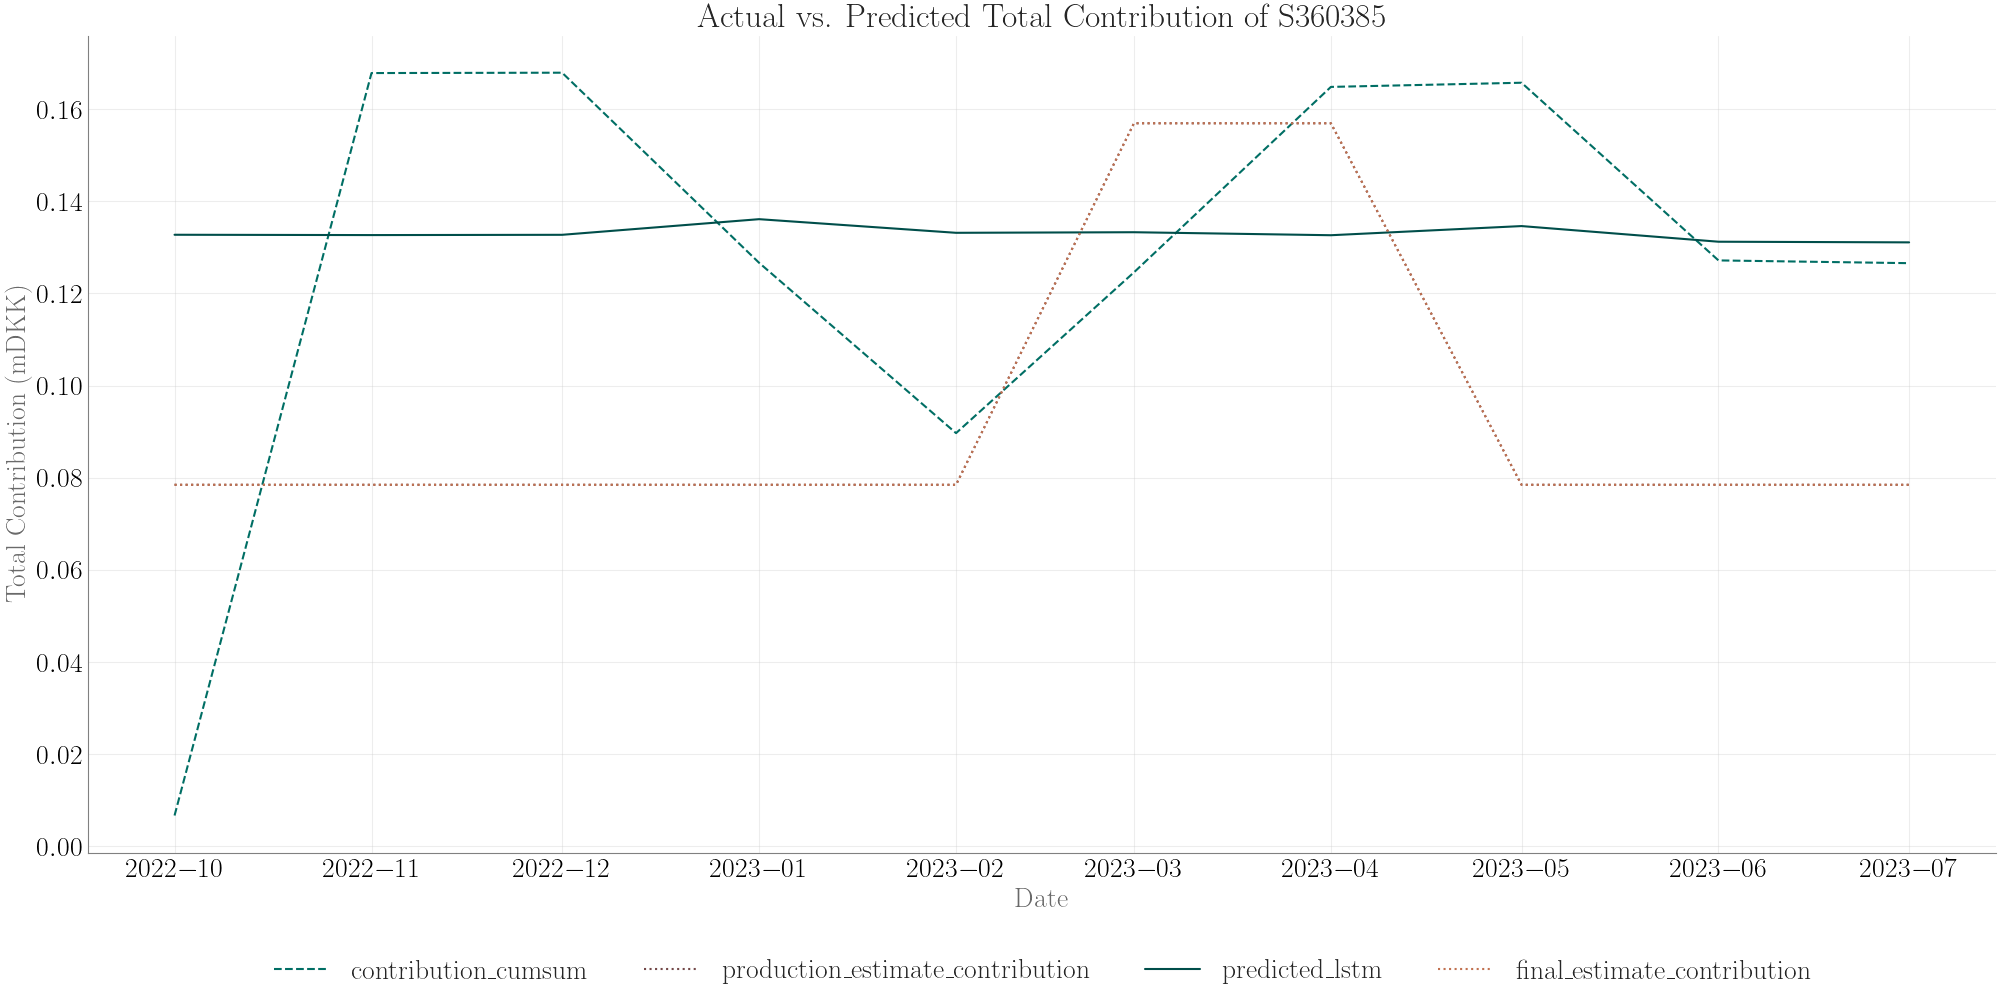 Actual vs. Predicted Total Contribution of S360385
Total Contribution (mDKK)
0.16
0.14
0.12
0.10
0.08
0.06
0.04
0.02
0.00
2022−10 2022−11 2022−12 2023−01 2023−02 2023−03 2023−04 2023−05 2023−06 2023−07
Date
contribution_cumsum production_estimate_contribution predicted_lstm final_estimate_contribution